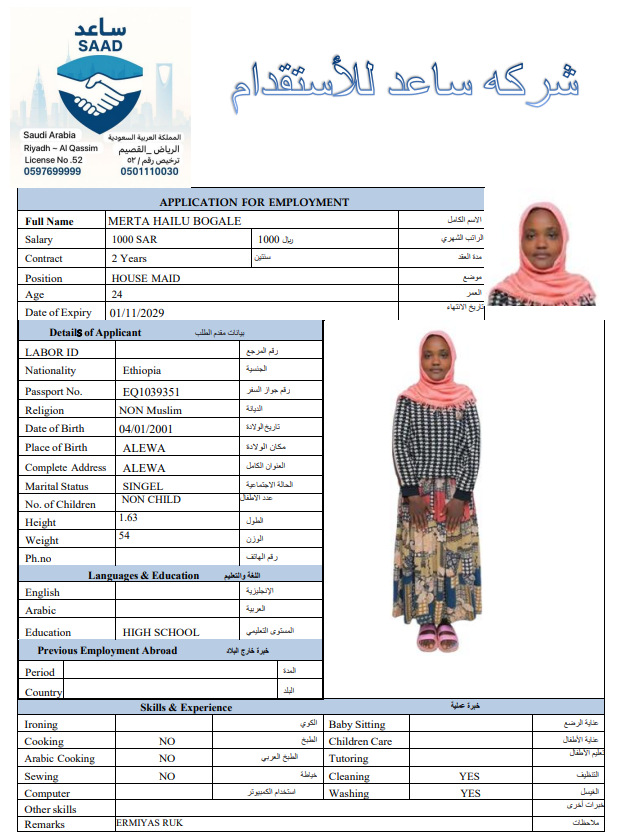 ساعد
SAAD
شركه ساعد للأستقدام
Saudi Arabia المملكة العربية السعودية
Riyadh ~ Al Qassim الرياض _القصيم
License No .52 ترخيص رقم / ٥٢
0597699999 0501110030
APPLICATION FOR EMPLOYMENT
Full Name MERTA HAILU BOGALE الاسم الكامل
Salary 1000 SAR 1000 ريال الراتب الشهري
Contract 2 Years سنتين مدة العقد
Position HOUSE MAID موضع
Age 24 العمر
Date of Expiry 01/11/2029 تاريخ الانتهاء
Details of Applicant بيانات مقدم الطلب
LABOR ID رقم المرجع
Nationality Ethiopia الجنسية
Passport No. EQ1039351 رقم جواز السفر
Religion NON Muslim الديانة
Date of Birth 04/01/2001 تاريخ الولادة
Place of Birth ALEWA مكان الولادة
Complete Address ALEWA العنوان الكامل
Marital Status SINGEL الحالة الاجتماعية
No. of Children NON CHILD عدد الاطفال
Height 1.63 الطول
Weight 54 الوزن
Ph.no رقم الهاتف
Languages & Education اللغة والتعليم
English الإنجليزية
Arabic العربية
Education HIGH SCHOOL المستوى التعليمي
Previous Employment Abroad خبرة خارج البلاد
Period المدة
Country البلد
Skills & Experience خبرة عملية
Ironing الكوي Baby Sitting عناية الرضع
Cooking NO الطبخ Children Care عناية الأطفال
Arabic Cooking NO الطبخ العربي Tutoring تعليم الأطفال
Sewing NO خياطة Cleaning YES التنظيف
Computer استخدام الكمبيوتر Washing YES الغسيل
Other skills خبرات أخرى
Remarks ERMIYAS RUK ملاحظات